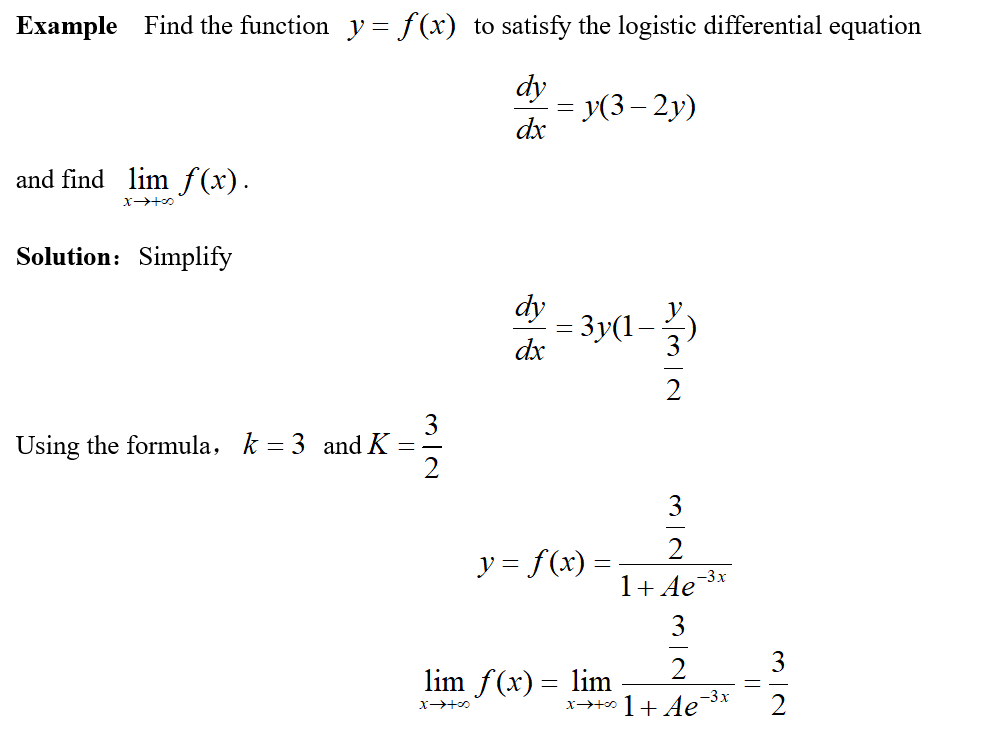 Example Find the function y = f(x) to satisfy the logistic differential equation
dy/dx = y(3 − 2y)
and find lim_{x→+∞} f(x).
Solution： Simplify
dy/dx = 3y(1 − y/(3/2))
Using the formula， k = 3 and K = 3/2
y = f(x) = (3/2)/(1 + Ae^{−3x})
lim_{x→+∞} f(x) = lim_{x→+∞} (3/2)/(1 + Ae^{−3x}) = 3/2